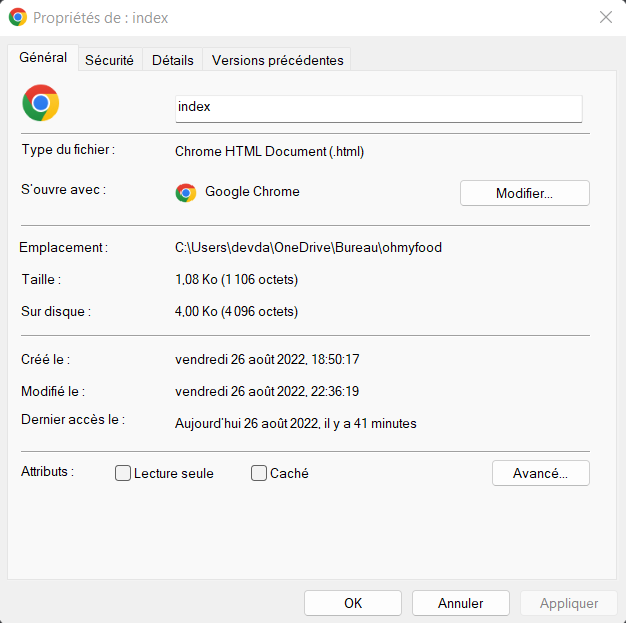 Propriétés de : index
Général Sécurité Détails Versions précédentes
index
Type du fichier : Chrome HTML Document (.html)
S'ouvre avec : Google Chrome Modifier...
Emplacement : C:\Users\devda\OneDrive\Bureau\ohmyfood
Taille : 1,08 Ko (1 106 octets)
Sur disque : 4,00 Ko (4 096 octets)
Créé le : vendredi 26 août 2022, 18:50:17
Modifié le : vendredi 26 août 2022, 22:36:19
Dernier accès le : Aujourd'hui 26 août 2022, il y a 41 minutes
Attributs : Lecture seule Caché Avancé...
OK Annuler Appliquer